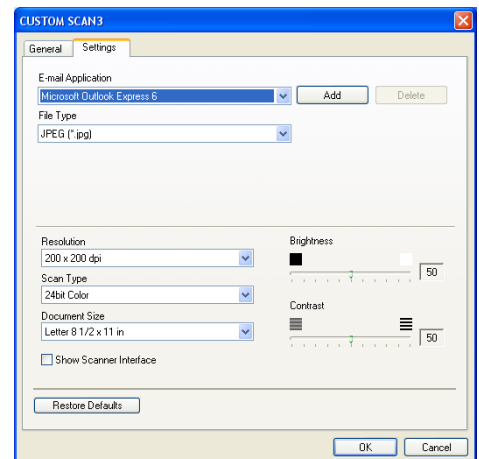 CUSTOM SCAN3
General Settings
E-mail Application
Microsoft Outlook Express 6 Add Delete
File Type
JPEG (*.jpg)
Resolution
200 x 200 dpi
Scan Type
24bit Color
Document Size
Letter 8 1/2 x 11 in
Show Scanner Interface
Brightness
50
Contrast
50
Restore Defaults
OK Cancel